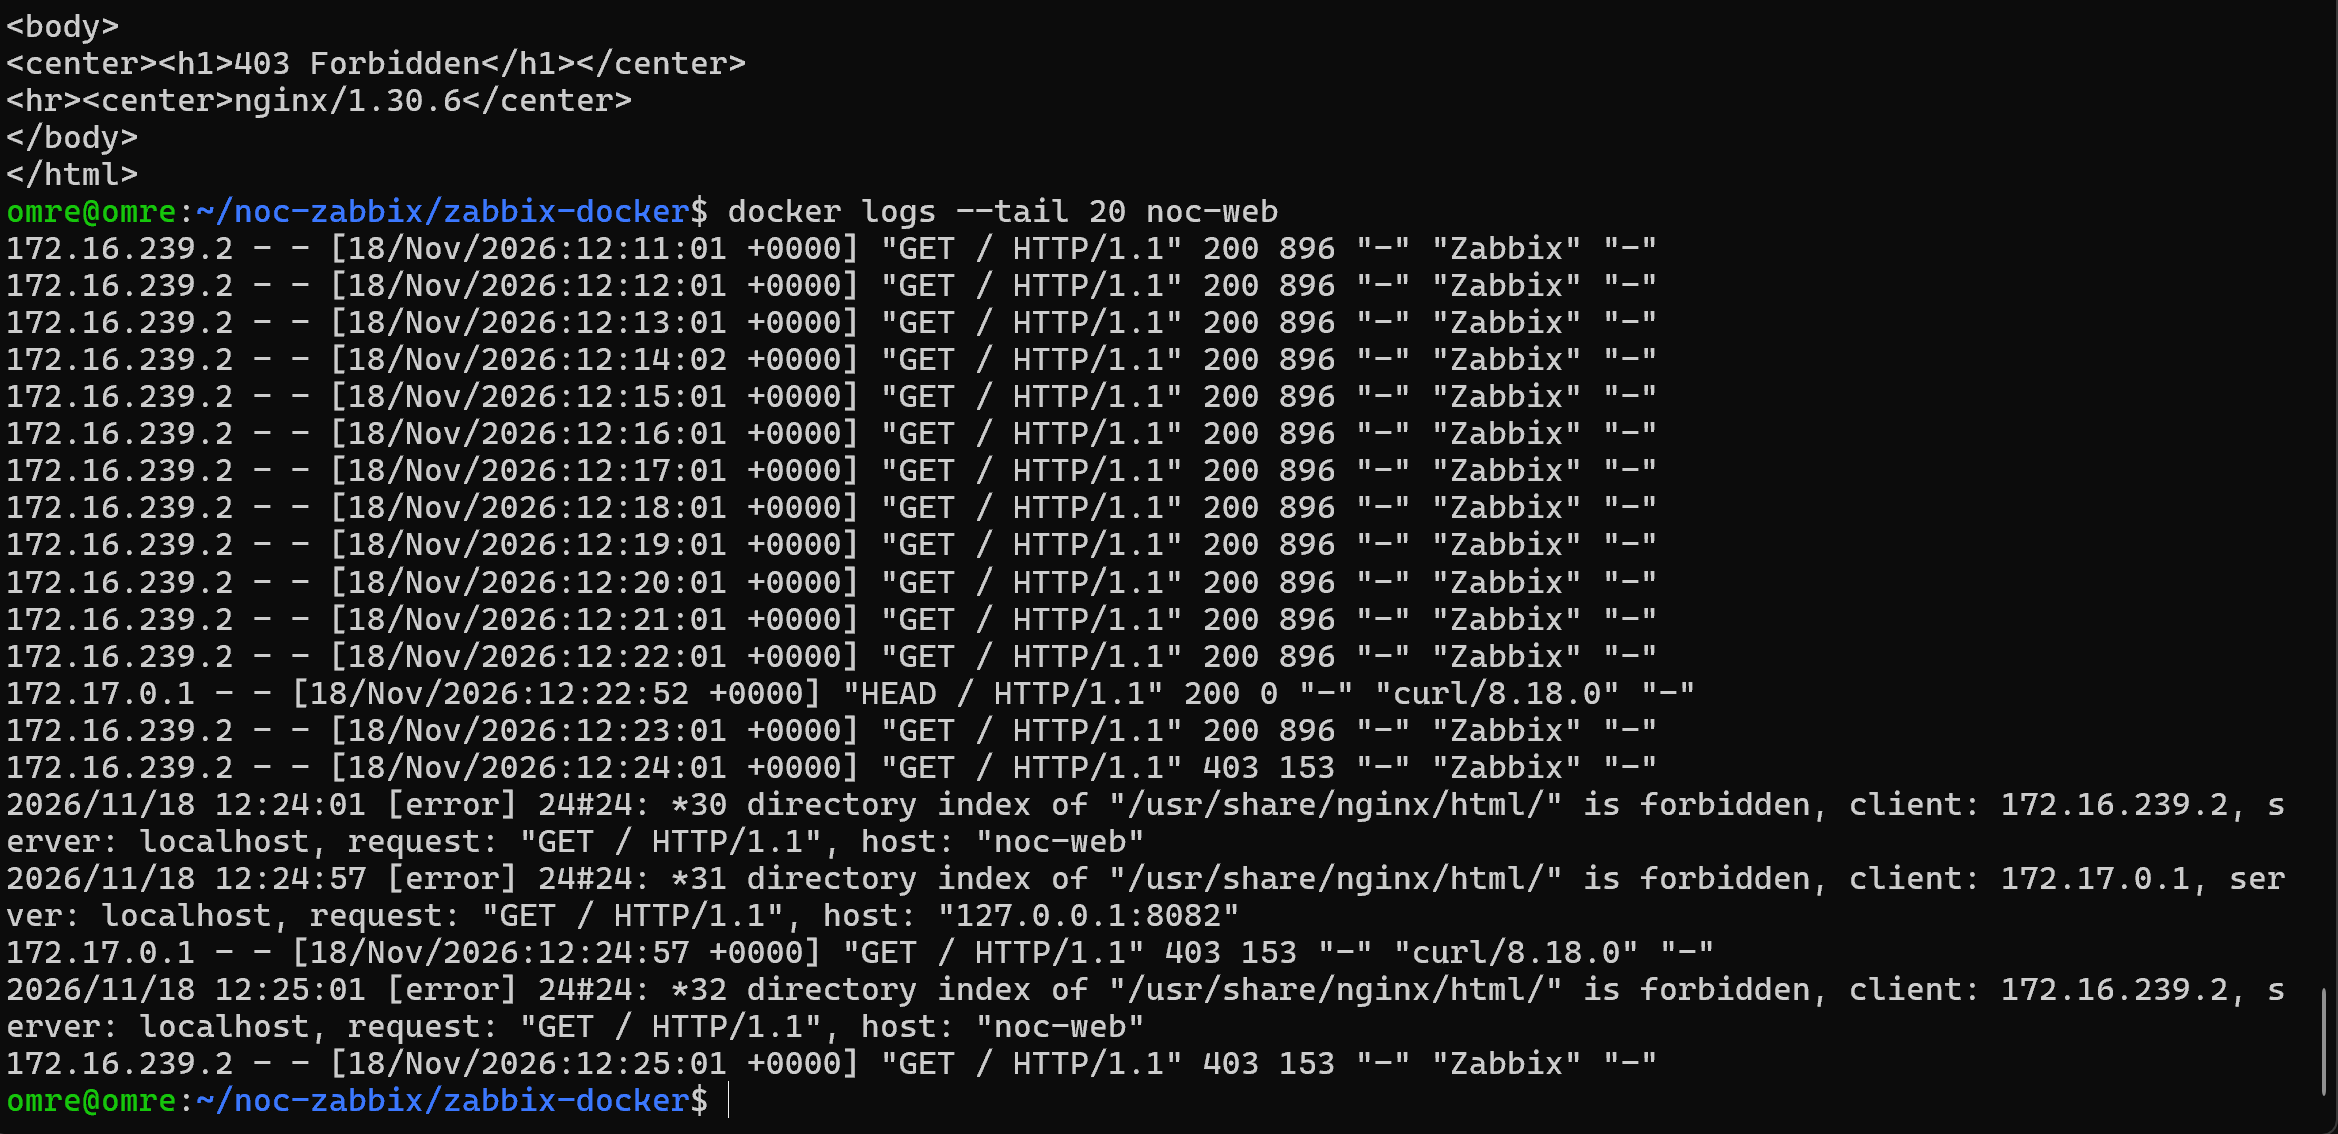 <body>
<center><h1>403 Forbidden</h1></center>
<hr><center>nginx/1.30.6</center>
</body>
</html>
omre@omre:~/noc-zabbix/zabbix-docker$ docker logs --tail 20 noc-web
172.16.239.2 - - [18/Nov/2026:12:11:01 +0000] "GET / HTTP/1.1" 200 896 "-" "Zabbix" "-"
172.16.239.2 - - [18/Nov/2026:12:12:01 +0000] "GET / HTTP/1.1" 200 896 "-" "Zabbix" "-"
172.16.239.2 - - [18/Nov/2026:12:13:01 +0000] "GET / HTTP/1.1" 200 896 "-" "Zabbix" "-"
172.16.239.2 - - [18/Nov/2026:12:14:02 +0000] "GET / HTTP/1.1" 200 896 "-" "Zabbix" "-"
172.16.239.2 - - [18/Nov/2026:12:15:01 +0000] "GET / HTTP/1.1" 200 896 "-" "Zabbix" "-"
172.16.239.2 - - [18/Nov/2026:12:16:01 +0000] "GET / HTTP/1.1" 200 896 "-" "Zabbix" "-"
172.16.239.2 - - [18/Nov/2026:12:17:01 +0000] "GET / HTTP/1.1" 200 896 "-" "Zabbix" "-"
172.16.239.2 - - [18/Nov/2026:12:18:01 +0000] "GET / HTTP/1.1" 200 896 "-" "Zabbix" "-"
172.16.239.2 - - [18/Nov/2026:12:19:01 +0000] "GET / HTTP/1.1" 200 896 "-" "Zabbix" "-"
172.16.239.2 - - [18/Nov/2026:12:20:01 +0000] "GET / HTTP/1.1" 200 896 "-" "Zabbix" "-"
172.16.239.2 - - [18/Nov/2026:12:21:01 +0000] "GET / HTTP/1.1" 200 896 "-" "Zabbix" "-"
172.16.239.2 - - [18/Nov/2026:12:22:01 +0000] "GET / HTTP/1.1" 200 896 "-" "Zabbix" "-"
172.17.0.1 - - [18/Nov/2026:12:22:52 +0000] "HEAD / HTTP/1.1" 200 0 "-" "curl/8.18.0" "-"
172.16.239.2 - - [18/Nov/2026:12:23:01 +0000] "GET / HTTP/1.1" 200 896 "-" "Zabbix" "-"
172.16.239.2 - - [18/Nov/2026:12:24:01 +0000] "GET / HTTP/1.1" 403 153 "-" "Zabbix" "-"
2026/11/18 12:24:01 [error] 24#24: *30 directory index of "/usr/share/nginx/html/" is forbidden, client: 172.16.239.2, s
erver: localhost, request: "GET / HTTP/1.1", host: "noc-web"
2026/11/18 12:24:57 [error] 24#24: *31 directory index of "/usr/share/nginx/html/" is forbidden, client: 172.17.0.1, ser
ver: localhost, request: "GET / HTTP/1.1", host: "127.0.0.1:8082"
172.17.0.1 - - [18/Nov/2026:12:24:57 +0000] "GET / HTTP/1.1" 403 153 "-" "curl/8.18.0" "-"
2026/11/18 12:25:01 [error] 24#24: *32 directory index of "/usr/share/nginx/html/" is forbidden, client: 172.16.239.2, s
erver: localhost, request: "GET / HTTP/1.1", host: "noc-web"
172.16.239.2 - - [18/Nov/2026:12:25:01 +0000] "GET / HTTP/1.1" 403 153 "-" "Zabbix" "-"
omre@omre:~/noc-zabbix/zabbix-docker$